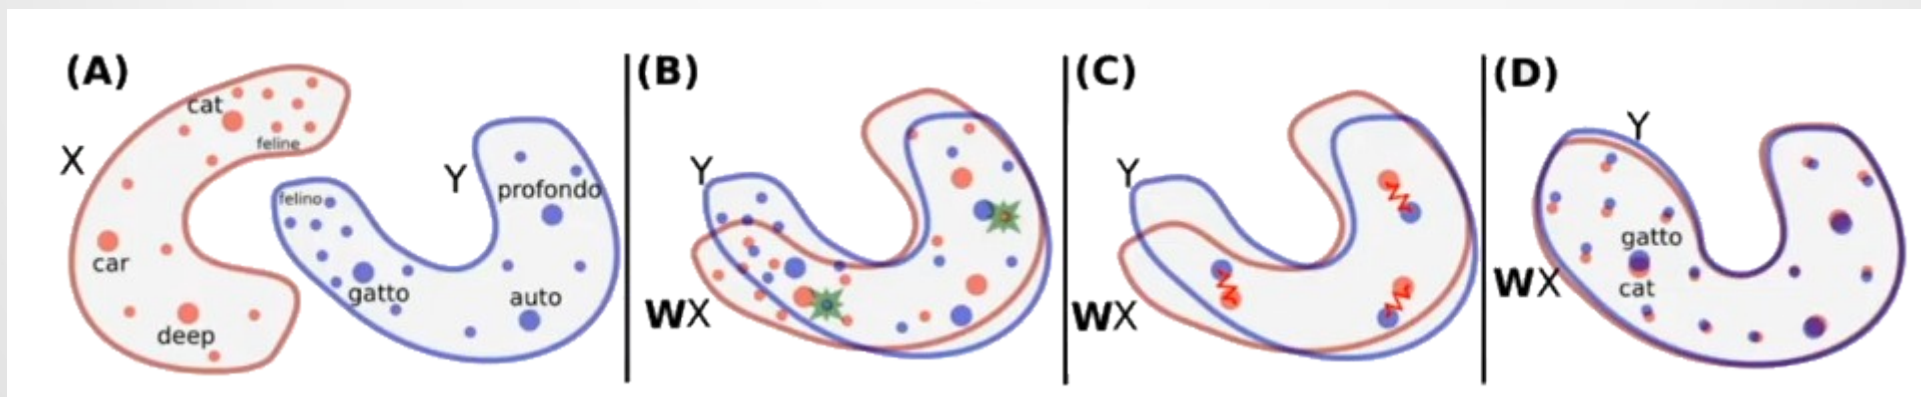 (A)
cat
feline
X
car
deep
Y
felino
profondo
gatto
auto
(B)
Y
WX
(C)
Y
WX
(D)
Y
gatto
WX
cat